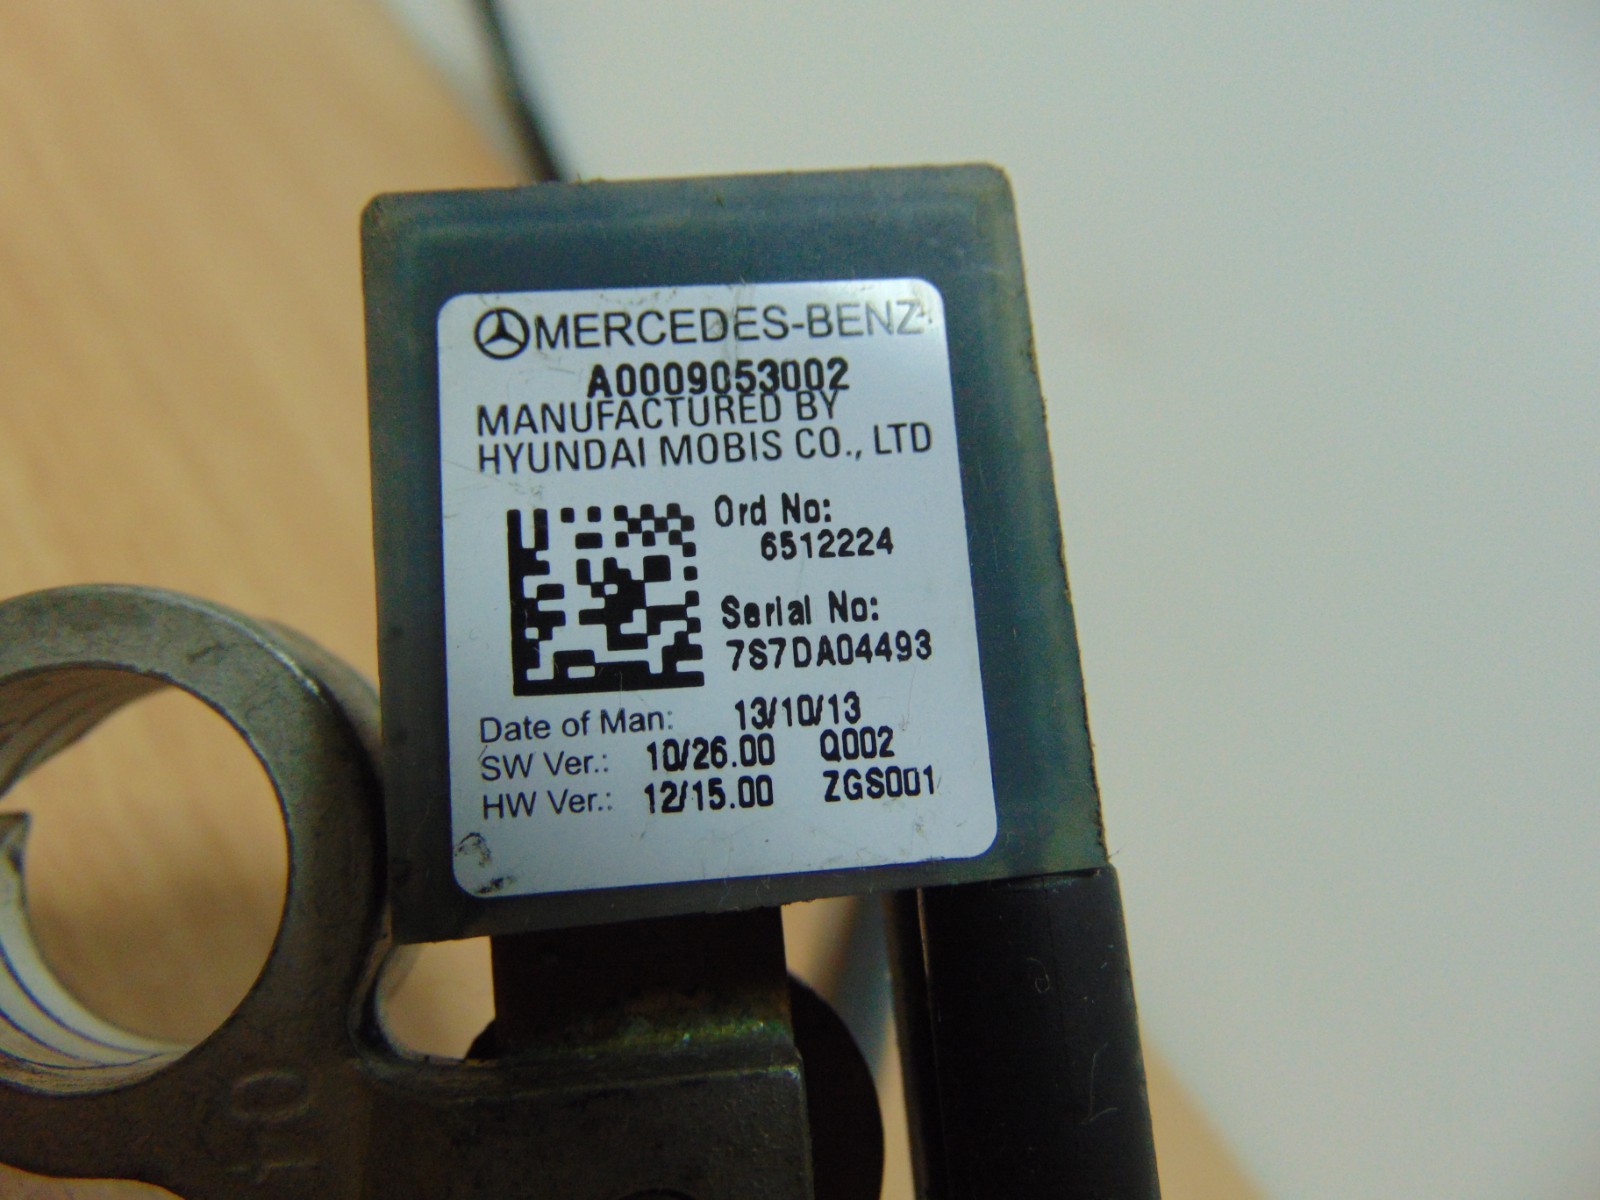 MERCEDES-BENZ
A0009053002
MANUFACTURED BY
HYUNDAI MOBIS CO., LTD
Ord No:
6512224
Serial No:
7S7DA04493
Date of Man: 13/10/13
SW Ver.: 10/26.00 Q002
HW Ver.: 12/15.00 ZGS001